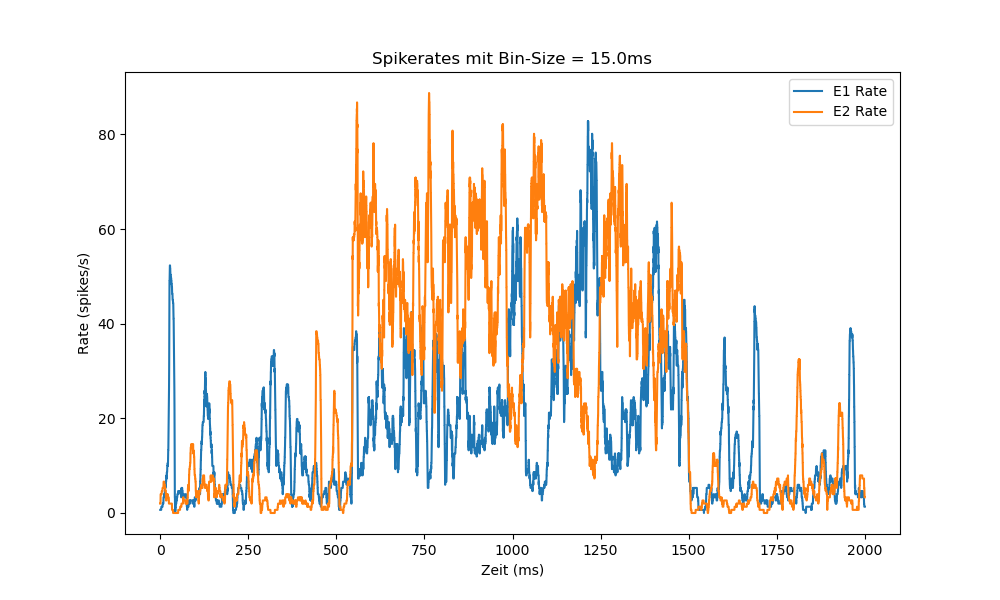 Spikerates mit Bin-Size = 15.0ms
E1 Rate
E2 Rate
80
60
40
20
0
Rate (spikes/s)
0 250 500 750 1000 1250 1500 1750 2000
Zeit (ms)